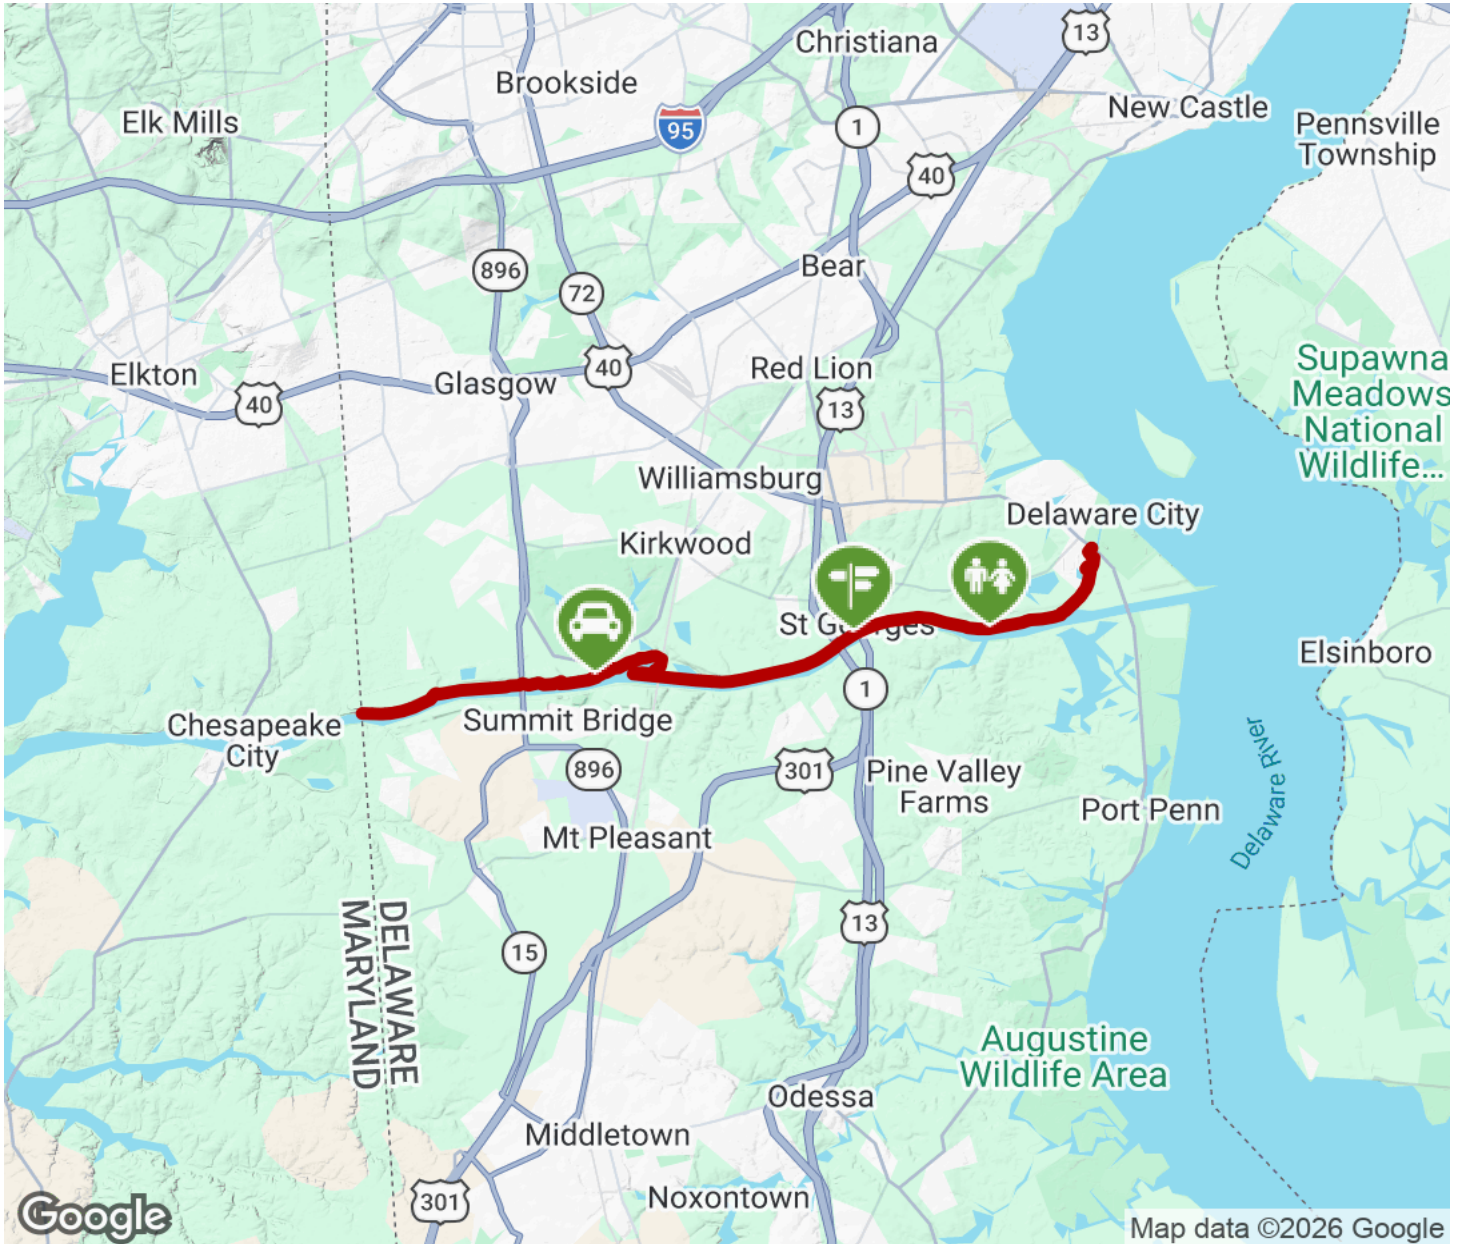 Christiana
13
Brookside
New Castle
Elk Mills
95
1
Pennsville
Township
40
896
Bear
72
Red Lion
40
Elkton
Glasgow
40
13
Supawna
Meadows
National
Wildlife...
Williamsburg
Delaware City
Kirkwood
St Georges
Elsinboro
1
Chesapeake
City
Summit Bridge
896
301
Pine Valley
Farms
Port Penn
Delaware River
Mt Pleasant
13
DELAWARE
MARYLAND
15
Augustine
Wildlife Area
Odessa
Middletown
301
Noxontown
Google
Map data ©2026 Google